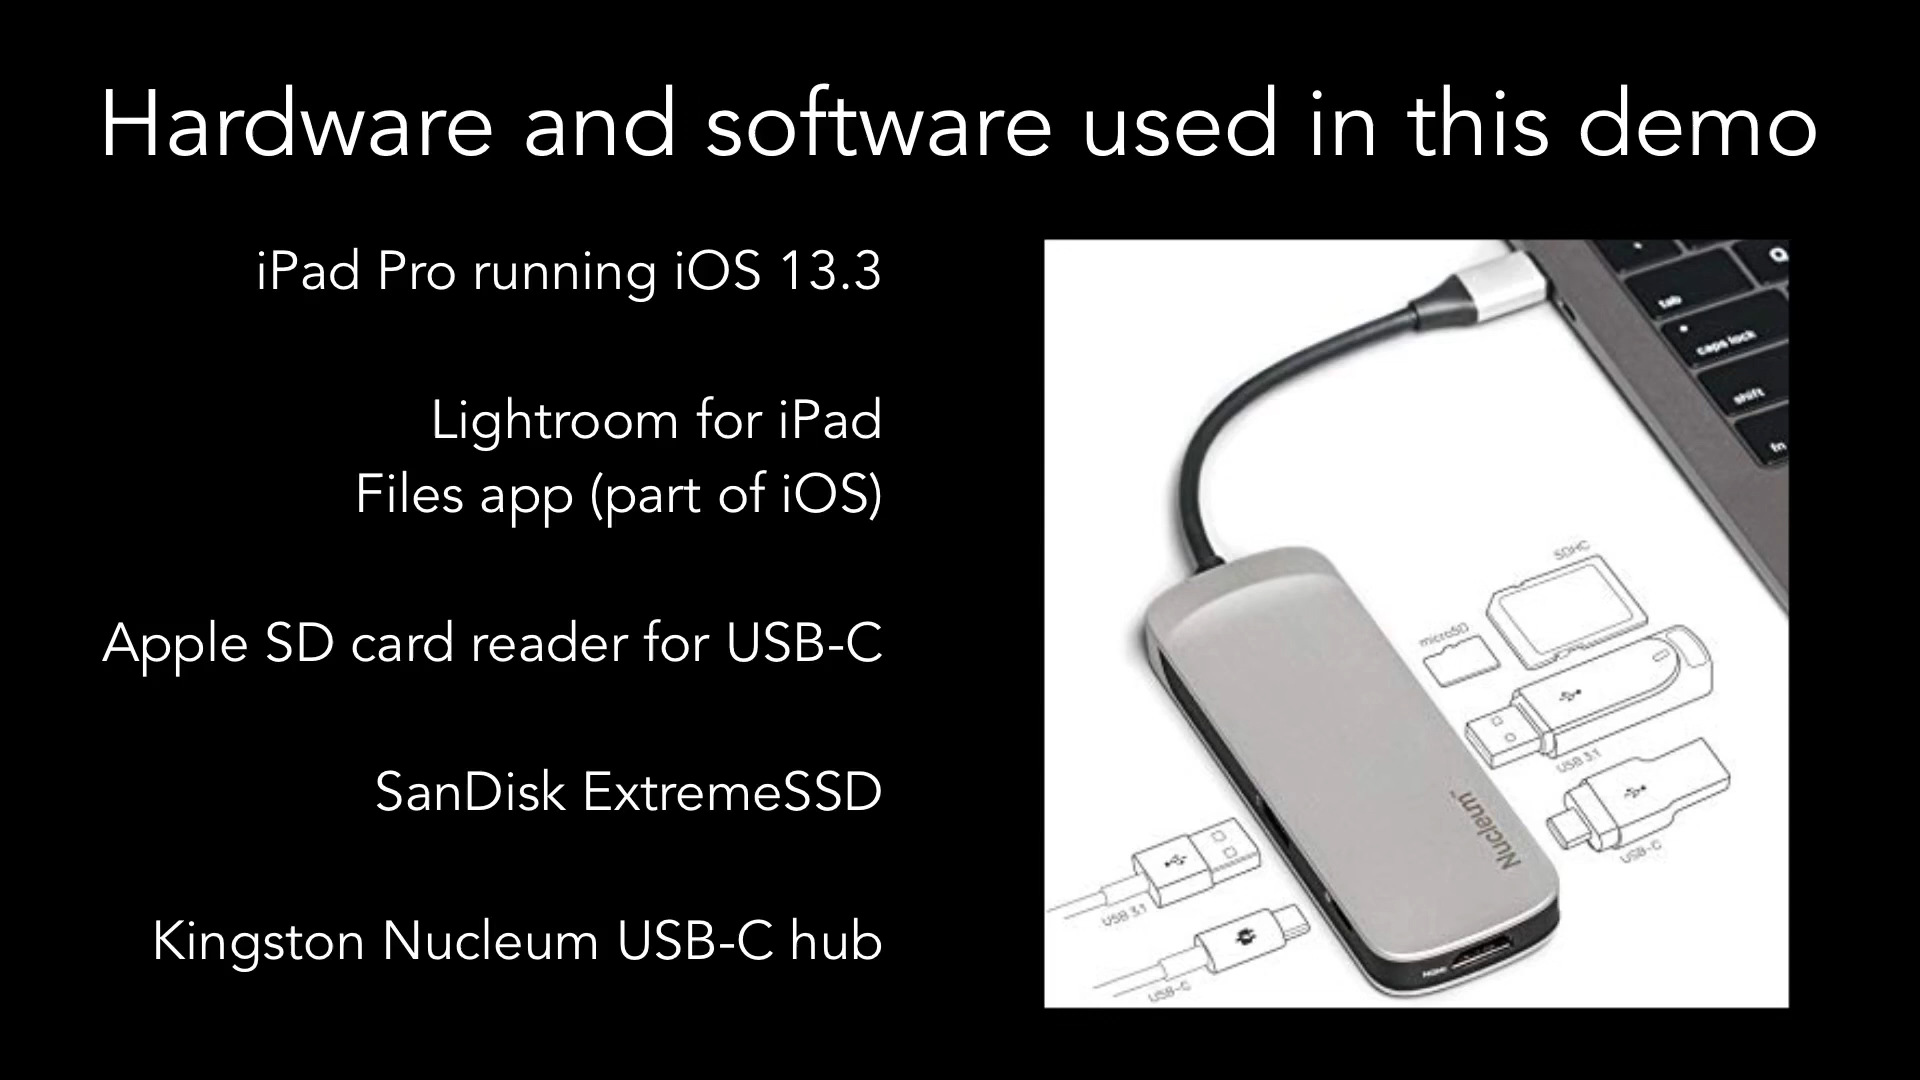 Hardware and software used in this demo
iPad Pro running iOS 13.3
Lightroom for iPad
Files app (part of iOS)
Apple SD card reader for USB-C
SanDisk ExtremeSSD
Kingston Nucleum USB-C hub
Q
tab
caps lock
shift
fn
SDHC
microSD
USB 3.1
USB-C
Nucleum™
USB 3.1
USB-C
HDMI